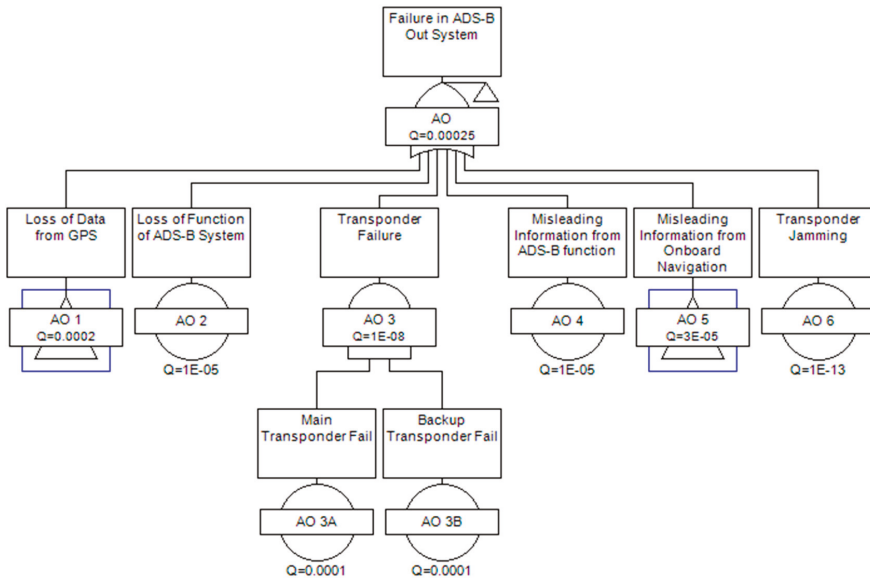 Failure in ADS-B
Out System
AO
Q=0.00025
Loss of Data
from GPS
AO 1
Q=0.0002
Loss of Function
of ADS-B System
AO 2
Q=1E-05
Transponder
Failure
AO 3
Q=1E-08
Misleading
Information from
ADS-B function
AO 4
Q=1E-05
Misleading
Information from
Onboard
Navigation
AO 5
Q=3E-05
Transponder
Jamming
AO 6
Q=1E-13
Main
Transponder Fail
AO 3A
Q=0.0001
Backup
Transponder Fail
AO 3B
Q=0.0001